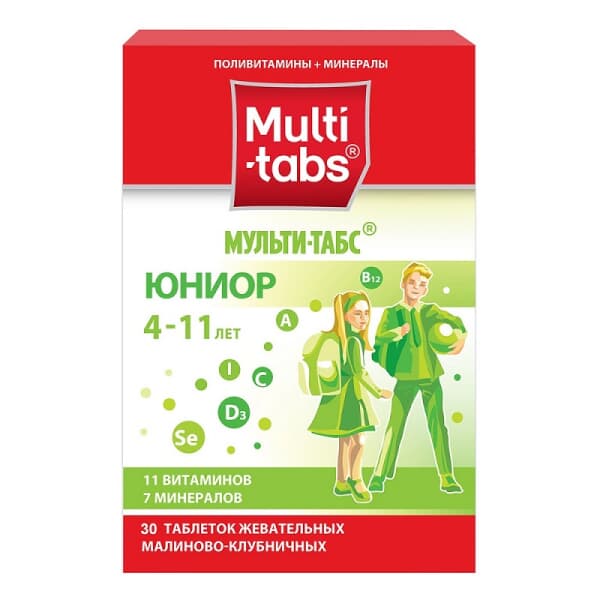 ПОЛИВИТАМИНЫ + МИНЕРАЛЫ
Multi
-tabs®
МУЛЬТИ-ТАБС®
ЮНИОР
4-11 ЛЕТ
B12
A
I
C
D3
Se
11 ВИТАМИНОВ
7 МИНЕРАЛОВ
30 ТАБЛЕТОК ЖЕВАТЕЛЬНЫХ
МАЛИНОВО-КЛУБНИЧНЫХ